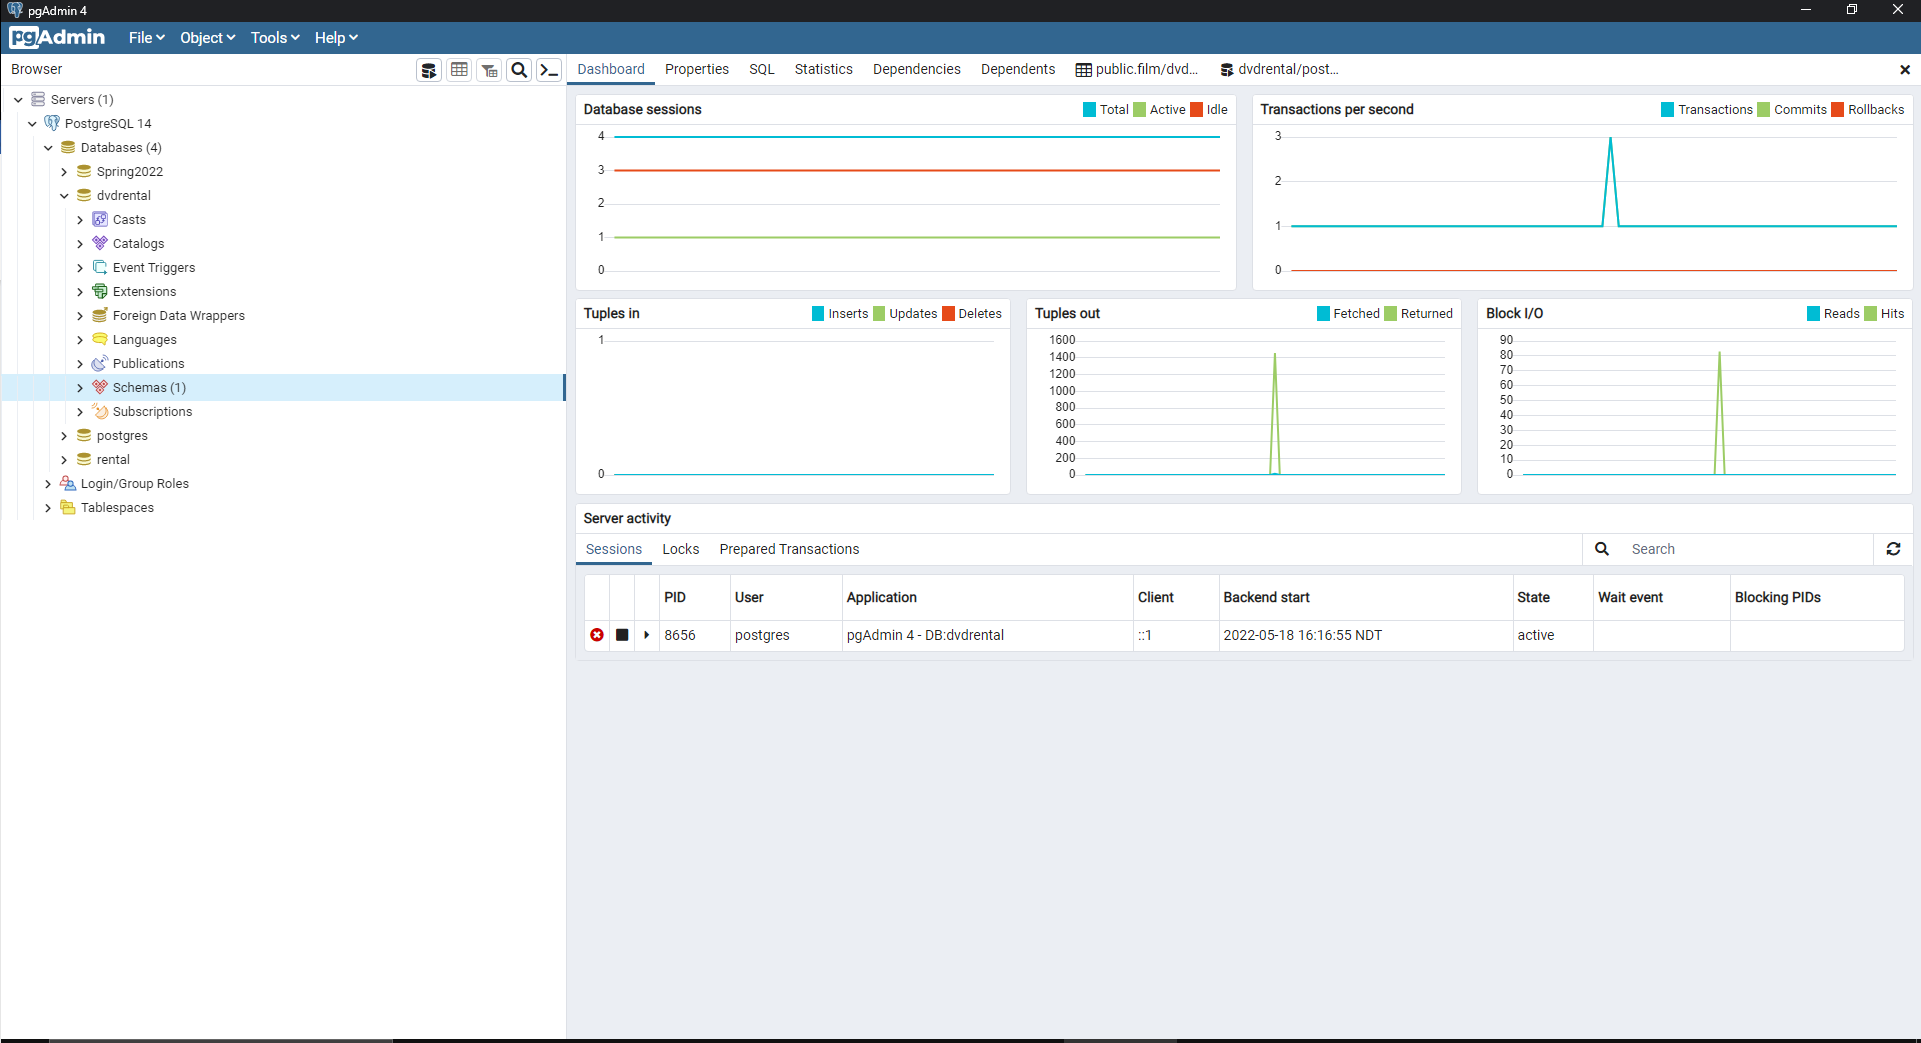 pgAdmin 4
pgAdmin File Object Tools Help
Browser
Dashboard Properties SQL Statistics Dependencies Dependents public.film/dvd... dvdrental/post...
Servers (1)
PostgreSQL 14
Databases (4)
Spring2022
dvdrental
Casts
Catalogs
Event Triggers
Extensions
Foreign Data Wrappers
Languages
Publications
Schemas (1)
Subscriptions
postgres
rental
Login/Group Roles
Tablespaces
Database sessions Total Active Idle
4
3
2
1
0
Transactions per second Transactions Commits Rollbacks
3
2
1
0
Tuples in Inserts Updates Deletes
1
0
Tuples out Fetched Returned
1600
1400
1200
1000
800
600
400
200
0
Block I/O Reads Hits
90
80
70
60
50
40
30
20
10
0
Server activity
Sessions Locks Prepared Transactions Search
PID User Application Client Backend start State Wait event Blocking PIDs
8656 postgres pgAdmin 4 - DB:dvdrental ::1 2022-05-18 16:16:55 NDT active